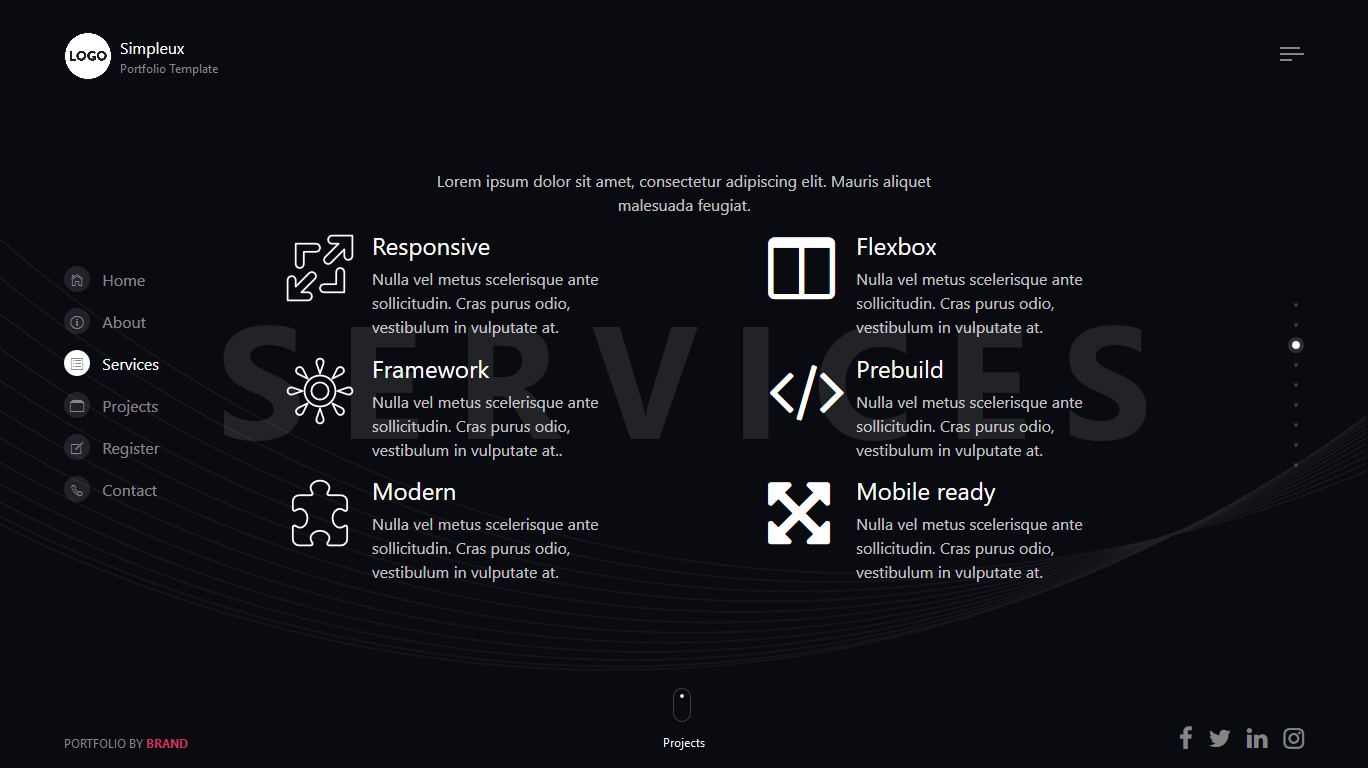 LOGO
Simpleux
Portfolio Template
Lorem ipsum dolor sit amet, consectetur adipiscing elit. Mauris aliquet
malesuada feugiat.
Home
About
Services
Projects
Register
Contact
SERVICES
Responsive
Nulla vel metus scelerisque ante
sollicitudin. Cras purus odio,
vestibulum in vulputate at.
Flexbox
Nulla vel metus scelerisque ante
sollicitudin. Cras purus odio,
vestibulum in vulputate at.
Framework
Nulla vel metus scelerisque ante
sollicitudin. Cras purus odio,
vestibulum in vulputate at..
Prebuild
Nulla vel metus scelerisque ante
sollicitudin. Cras purus odio,
vestibulum in vulputate at.
Modern
Nulla vel metus scelerisque ante
sollicitudin. Cras purus odio,
vestibulum in vulputate at.
Mobile ready
Nulla vel metus scelerisque ante
sollicitudin. Cras purus odio,
vestibulum in vulputate at.
PORTFOLIO BY BRAND
Projects